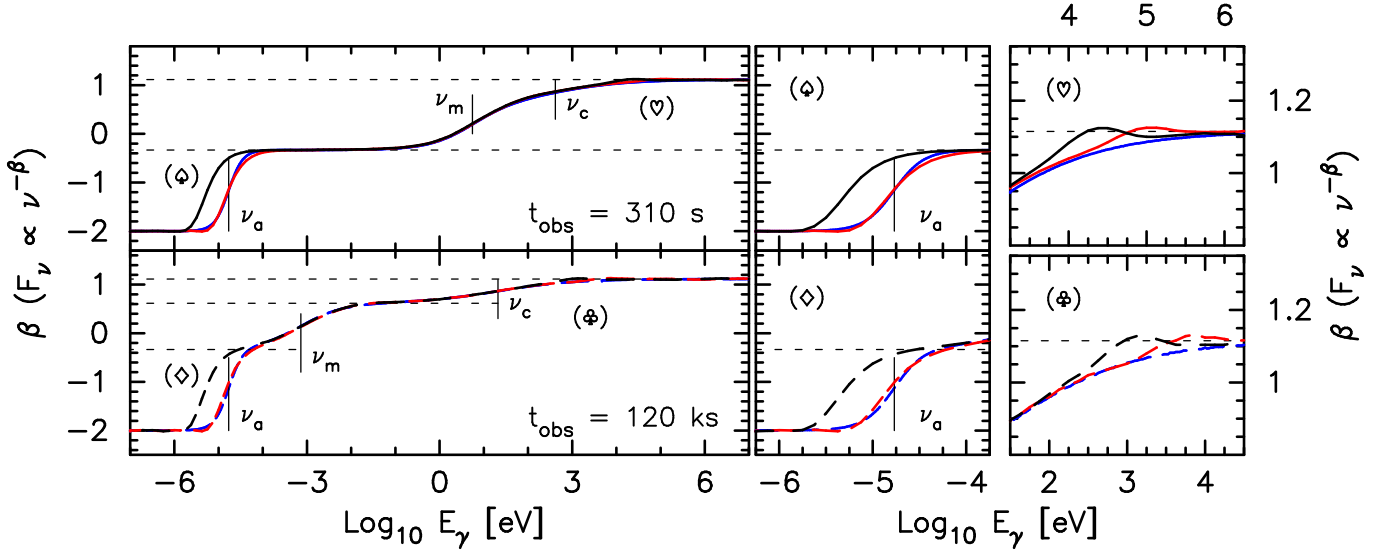 4 5 6
1
0
−1
−2
(♠)
ν_a
ν_m
ν_c
(♡)
t_obs = 310 s
(♠)
ν_a
(♡)
1.2
1
1
0
−1
−2
(♢)
ν_a
ν_m
ν_c
(♧)
t_obs = 120 ks
(♢)
ν_a
(♧)
1.2
1
β (F_ν ∝ ν^−β)
β (F_ν ∝ ν^−β)
−6 −3 0 3 6
−6 −5 −4
2 3 4
Log₁₀ E_γ [eV]
Log₁₀ E_γ [eV]